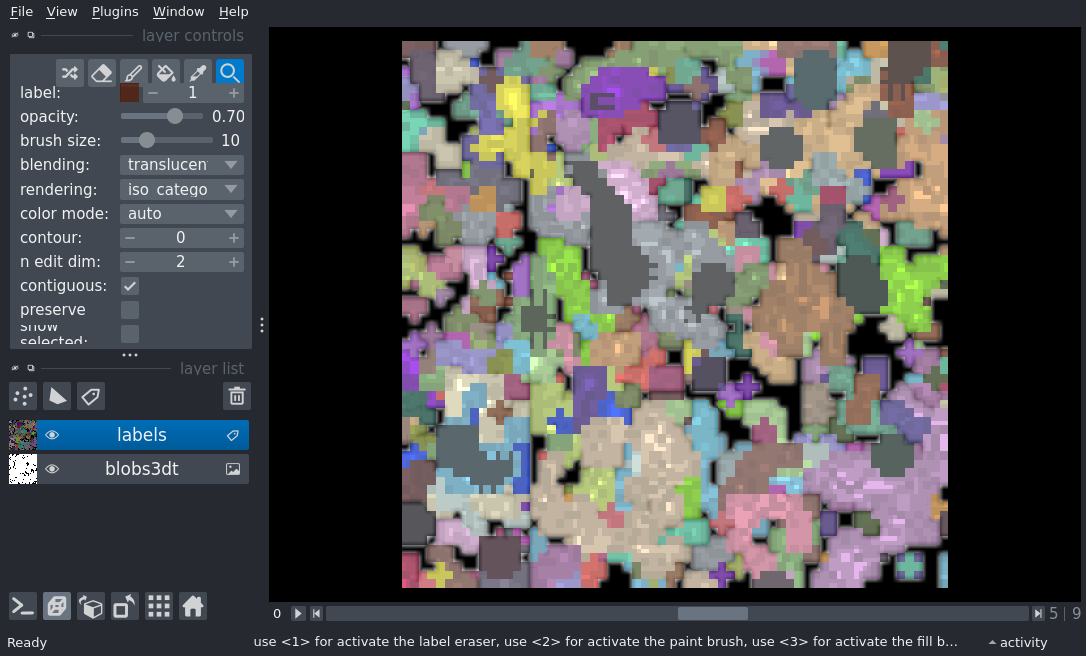 File View Plugins Window Help
layer controls
label: 1
opacity: 0.70
brush size: 10
blending: translucen
rendering: iso_catego
color mode: auto
contour: 0
n edit dim: 2
contiguous:
preserve
show
selected:
layer list
labels
blobs3dt
0 5 | 9
Ready use <1> for activate the label eraser, use <2> for activate the paint brush, use <3> for activate the fill b... activity